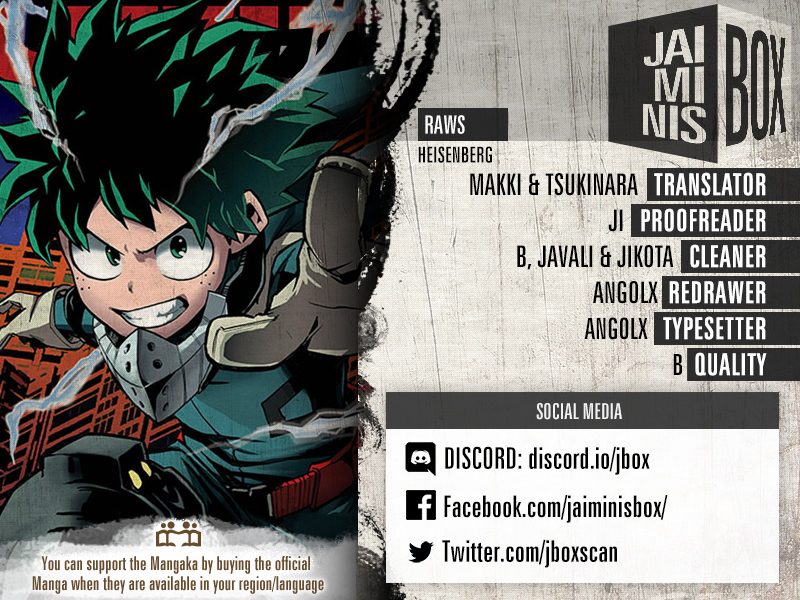 JAI
MI
NIS
BOX
RAWS
HEISENBERG
MAKKI & TSUKINARA TRANSLATOR
JI PROOFREADER
B, JAVALI & JIKOTA CLEANER
ANGOLX REDRAWER
ANGOLX TYPESETTER
B QUALITY
SOCIAL MEDIA
DISCORD: discord.io/jbox
Facebook.com/jaiminisbox/
Twitter.com/jboxscan
You can support the Mangaka by buying the official
Manga when they are available in your region/language